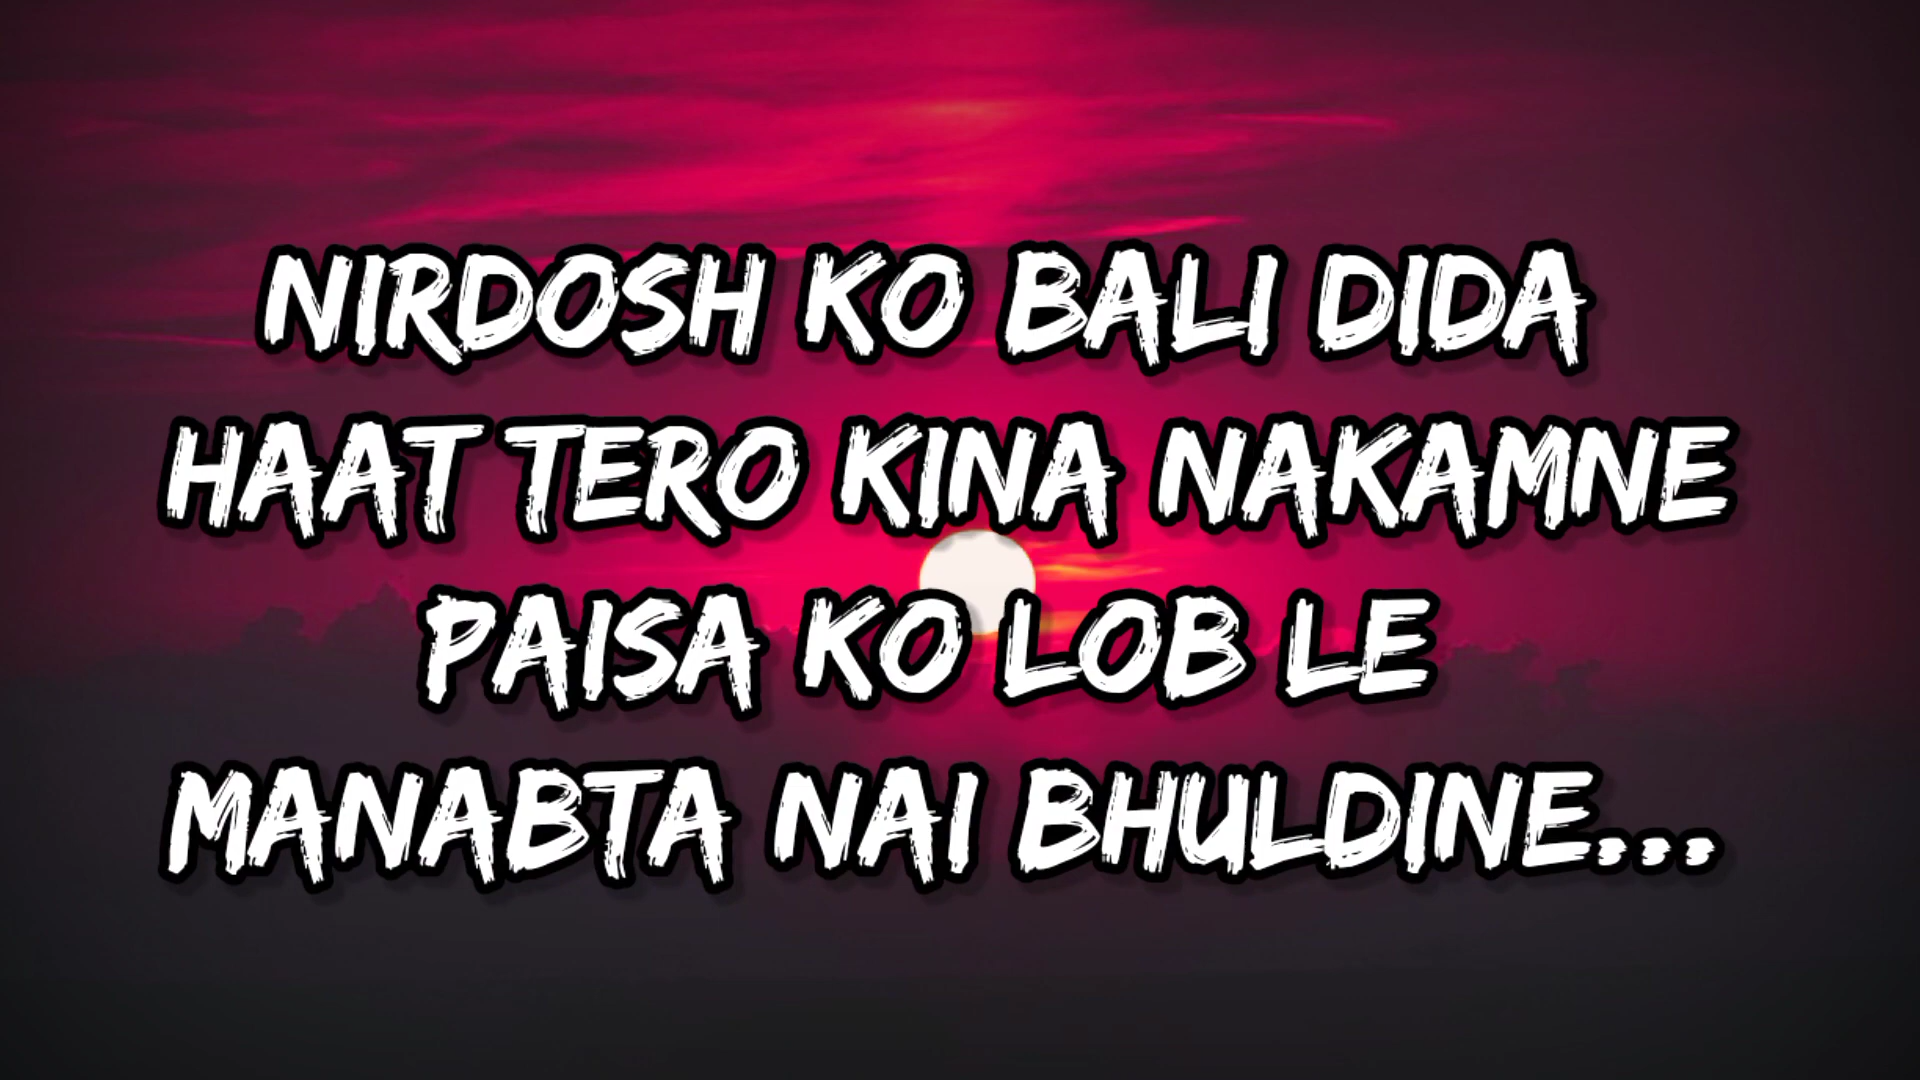 NIRDOSH KO BALI DIDA
HAAT TERO KINA NAKAMNE
PAISA KO LOB LE
MANABTA NAI BHULDINE...